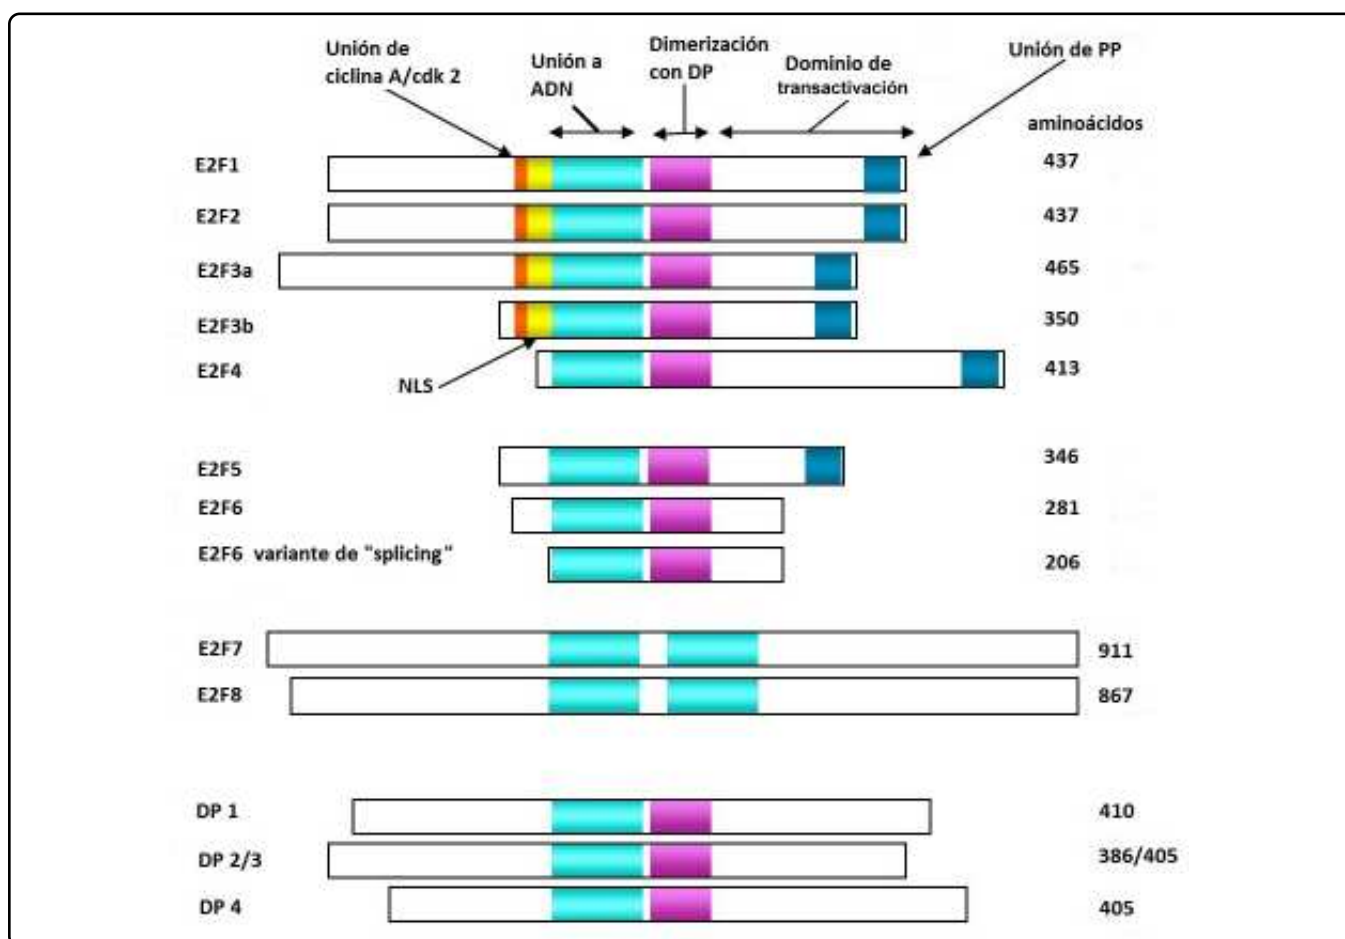 Unión de
ciclina A/cdk 2
Unión a
ADN
Dimerización
con DP
Dominio de
transactivación
Unión de PP
aminoácidos
E2F1 437
E2F2 437
E2F3a 465
E2F3b 350
E2F4 413
NLS
E2F5 346
E2F6 281
E2F6 variante de "splicing" 206
E2F7 911
E2F8 867
DP 1 410
DP 2/3 386/405
DP 4 405